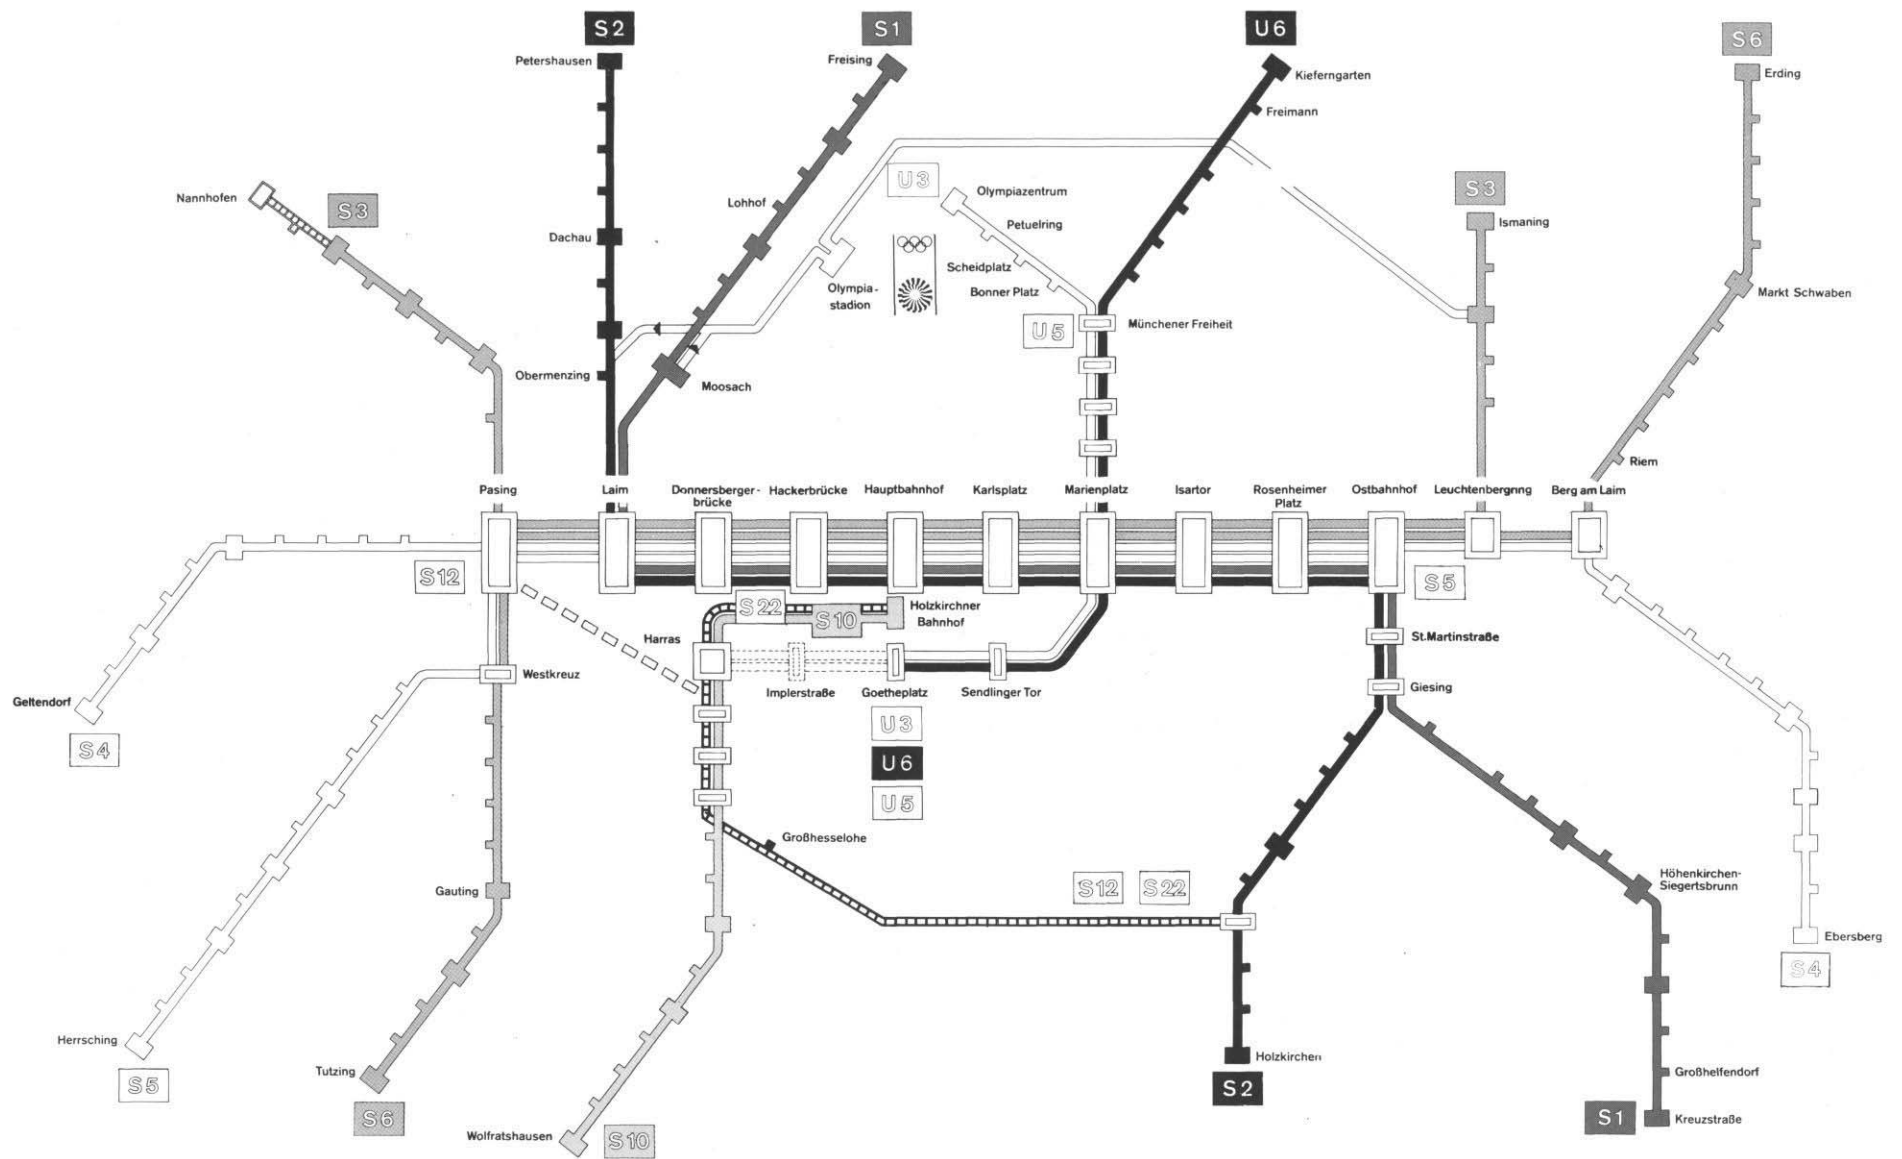 S2
S1
U6
S6
Petershausen
Freising
Kieferngarten
Erding
Freimann
Nannhofen
S3
U3
Olympiazentrum
S3
Lohhof
Petuelring
Ismaning
Dachau
Scheidplatz
Olympia-
stadion
Bonner Platz
Markt Schwaben
U5
Münchener Freiheit
Obermenzing
Moosach
Riem
Pasing
Laim
Donnersberger-
brücke
Hackerbrücke
Hauptbahnhof
Karlsplatz
Marienplatz
Isartor
Rosenheimer
Platz
Ostbahnhof
Leuchtenbergring
Berg am Laim
S12
S5
S22
S10
Holzkirchner
Bahnhof
Harras
St.Martinstraße
Westkreuz
Implerstraße
Goetheplatz
Sendlinger Tor
Giesing
Geltendorf
S4
U3
U6
U5
Großhesselohe
Gauting
S12
S22
Höhenkirchen-
Siegertsbrunn
Ebersberg
S4
Herrsching
S5
Tutzing
S6
Holzkirchen
S2
Großhelfendorf
S1
Kreuzstraße
Wolfratshausen
S10